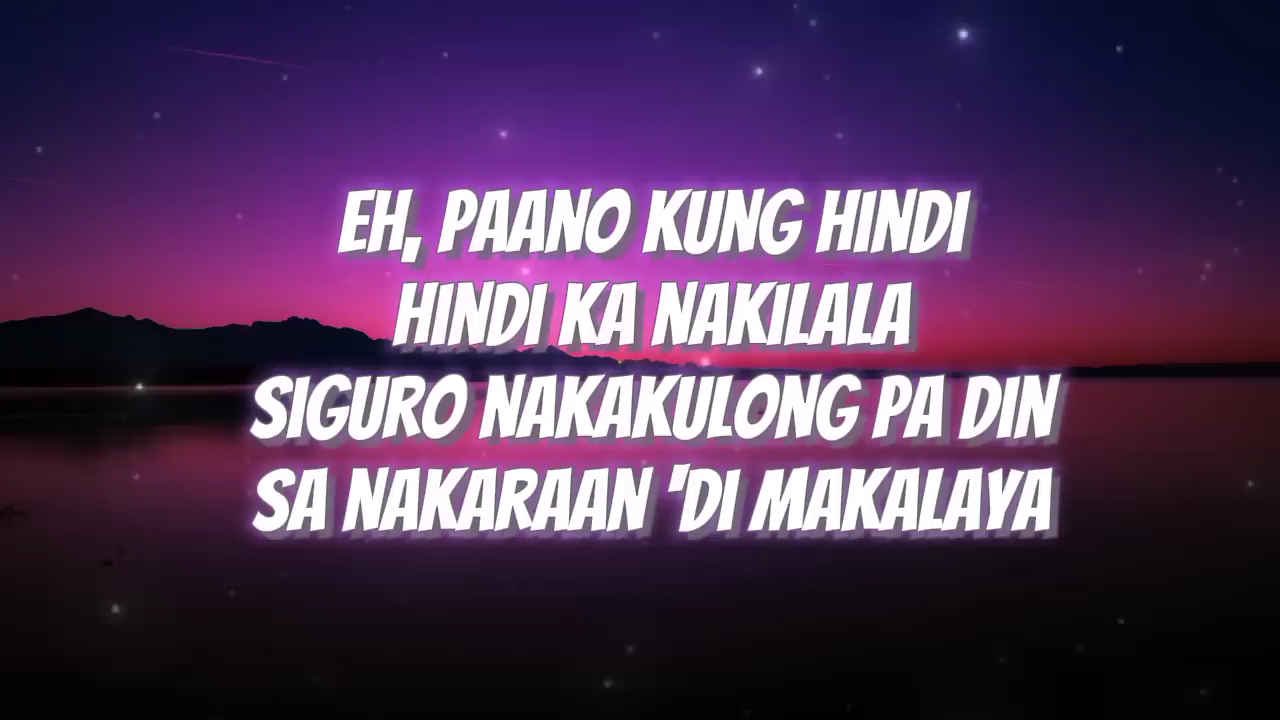 EH, PAANO KUNG HINDI
HINDI KA NAKILALA
SIGURO NAKAKULONG PA DIN
SA NAKARAAN 'DI MAKALAYA